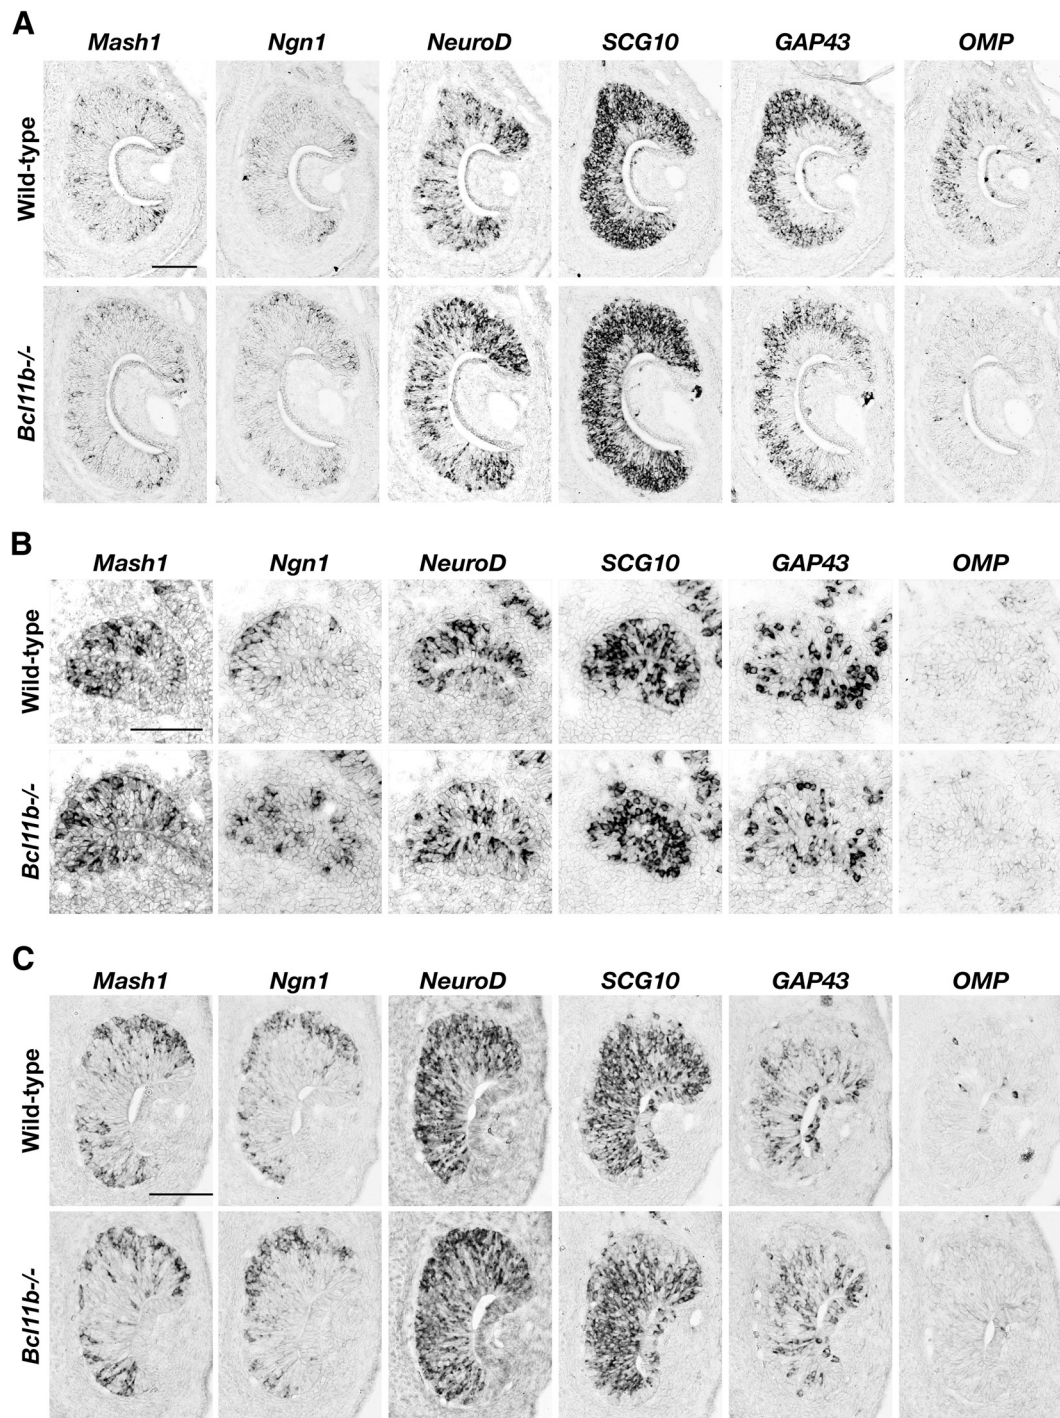 A
Mash1 Ngn1 NeuroD SCG10 GAP43 OMP
Wild-type
Bcl11b-/-
B
Mash1 Ngn1 NeuroD SCG10 GAP43 OMP
Wild-type
Bcl11b-/-
C
Mash1 Ngn1 NeuroD SCG10 GAP43 OMP
Wild-type
Bcl11b-/-